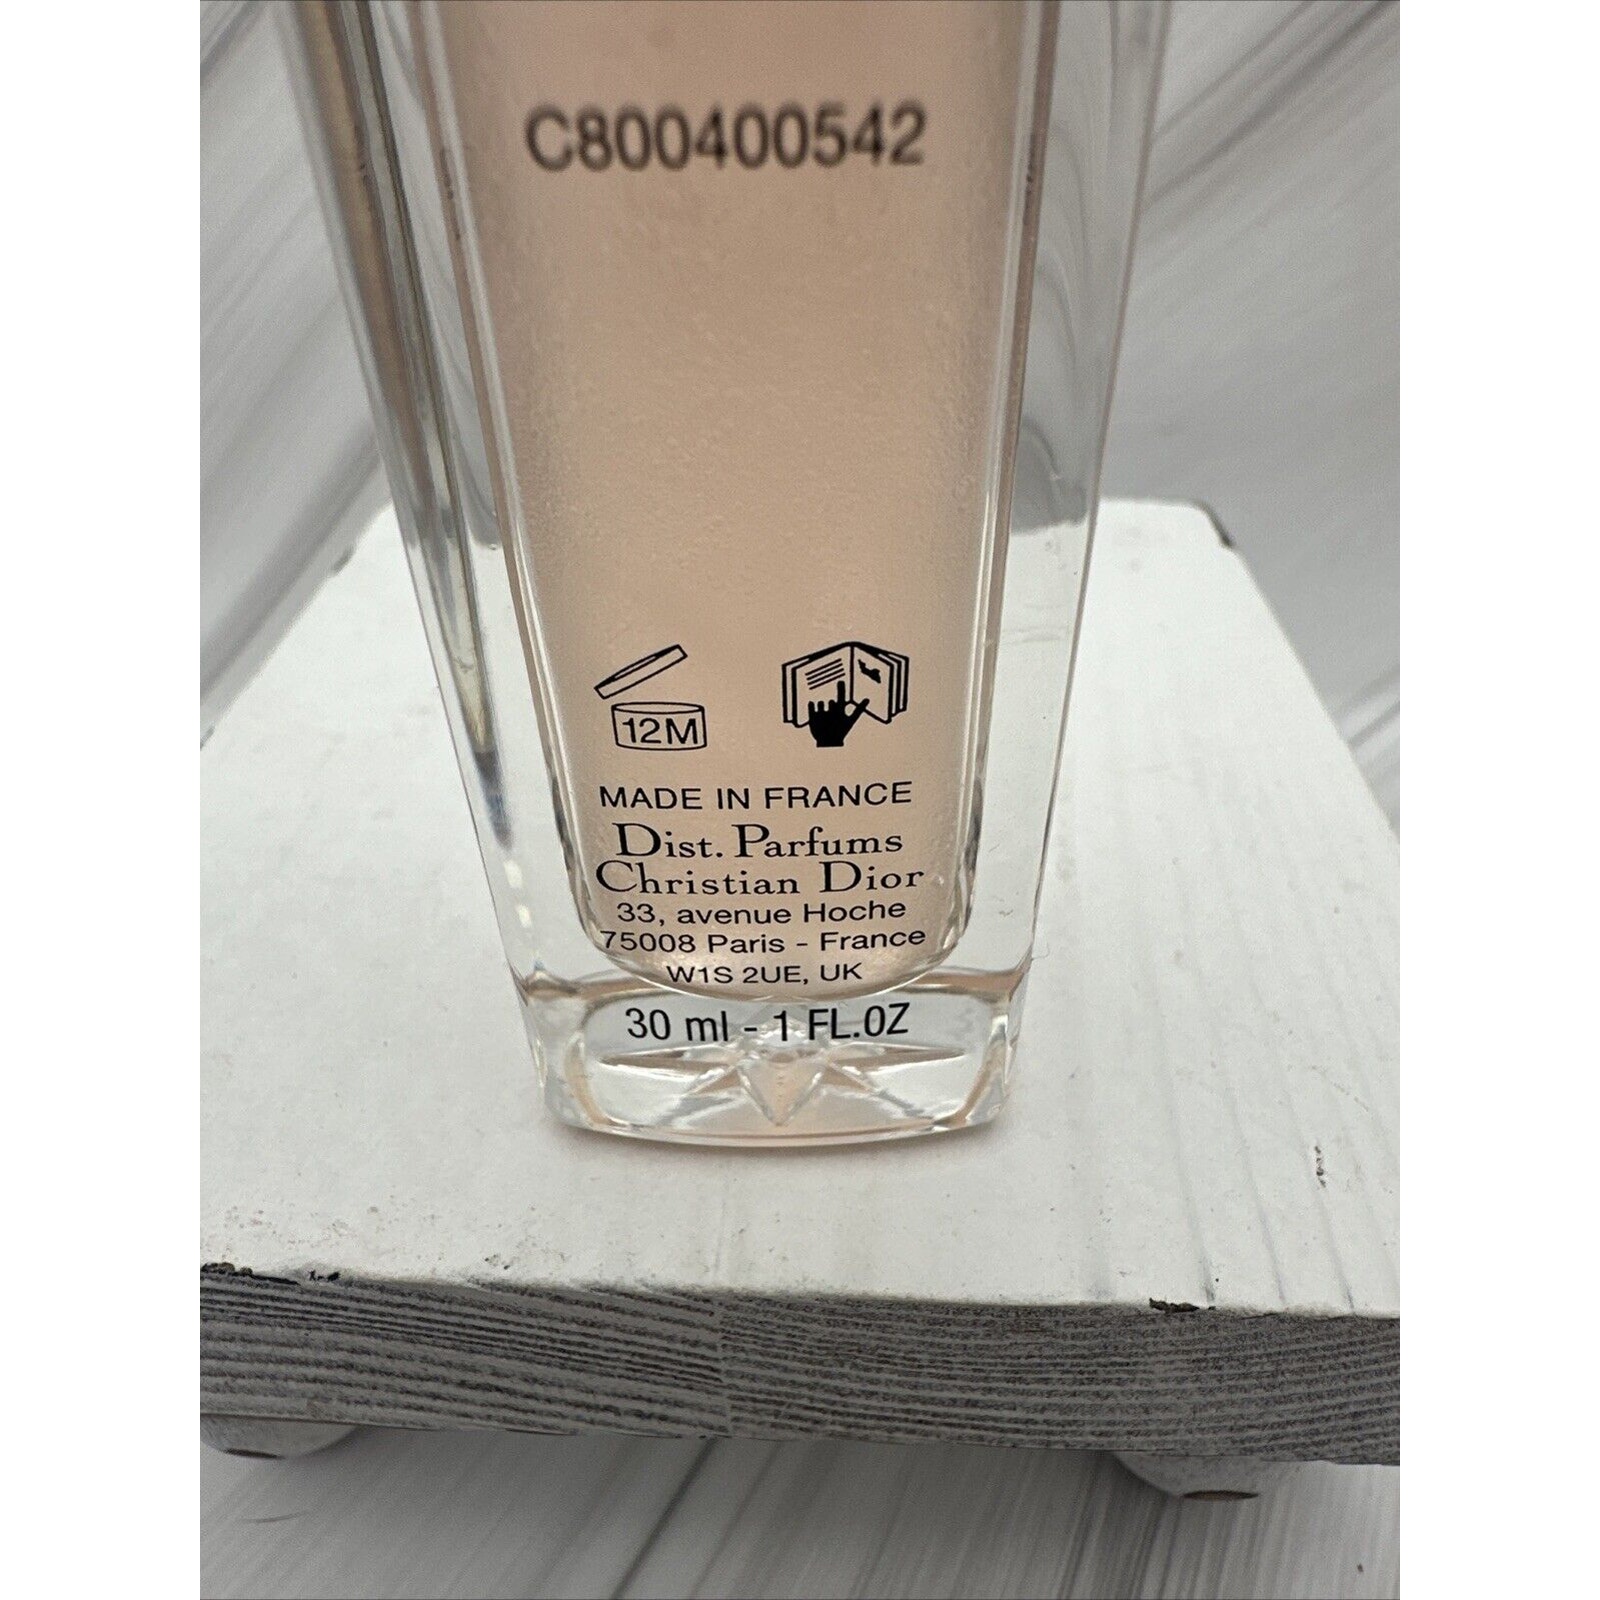 C800400542
12M
MADE IN FRANCE
Dist. Parfums
Christian Dior
33, avenue Hoche
75008 Paris - France
W1S 2UE, UK
30 ml - 1 FL.OZ